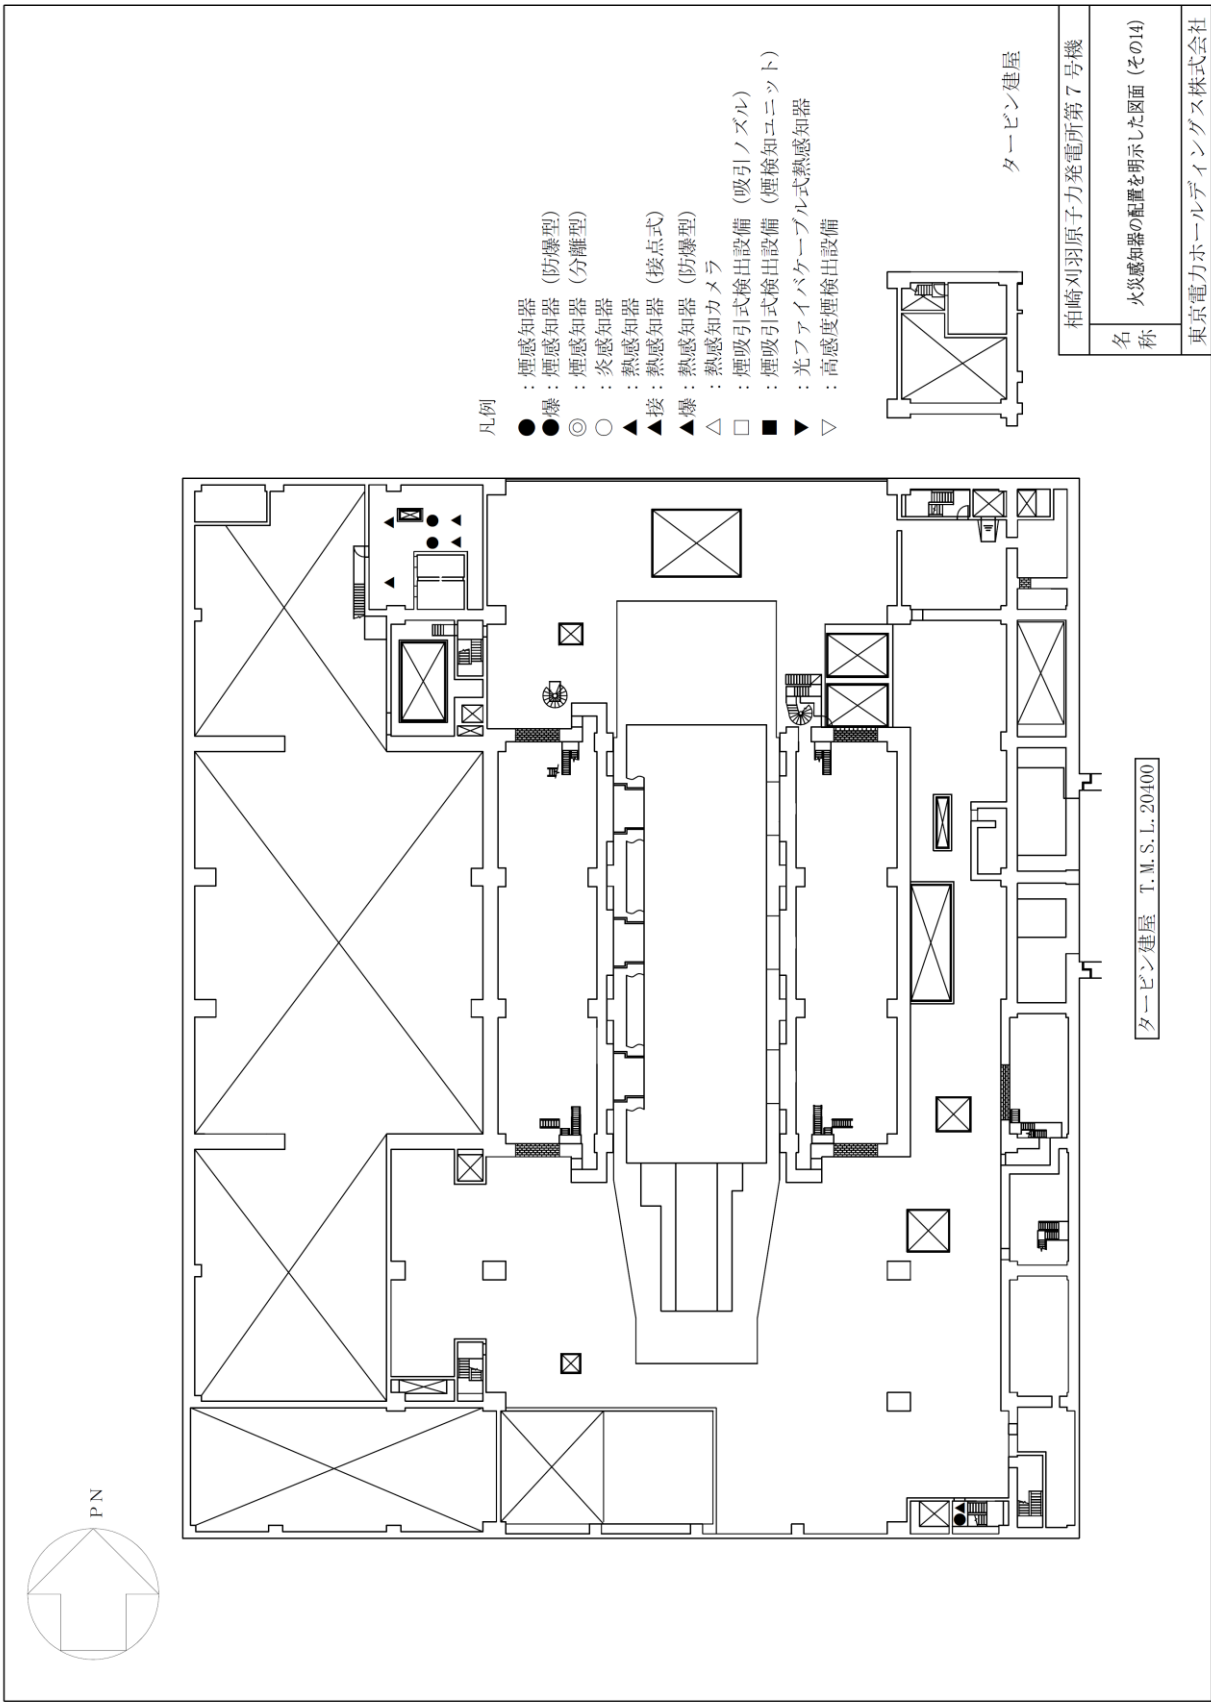 PN
凡例
●：煙感知器
●爆：煙感知器（防爆型）
◎：煙感知器（分離型）
○：炎感知器
▲：熱感知器
▲接：熱感知器（接点式）
▲爆：熱感知器（防爆型）
△：熱感知カメラ
□：煙吸引式検出設備（吸引ノズル）
■：煙吸引式検出設備（煙検知ユニット）
▼：光ファイバケーブル式熱感知器
▽：高感度煙検出設備
タービン建屋
タービン建屋 T.M.S.L.20400
柏崎刈羽原子力発電所第7号機
名称
火災感知器の配置を明示した図面（その14）
東京電力ホールディングス株式会社